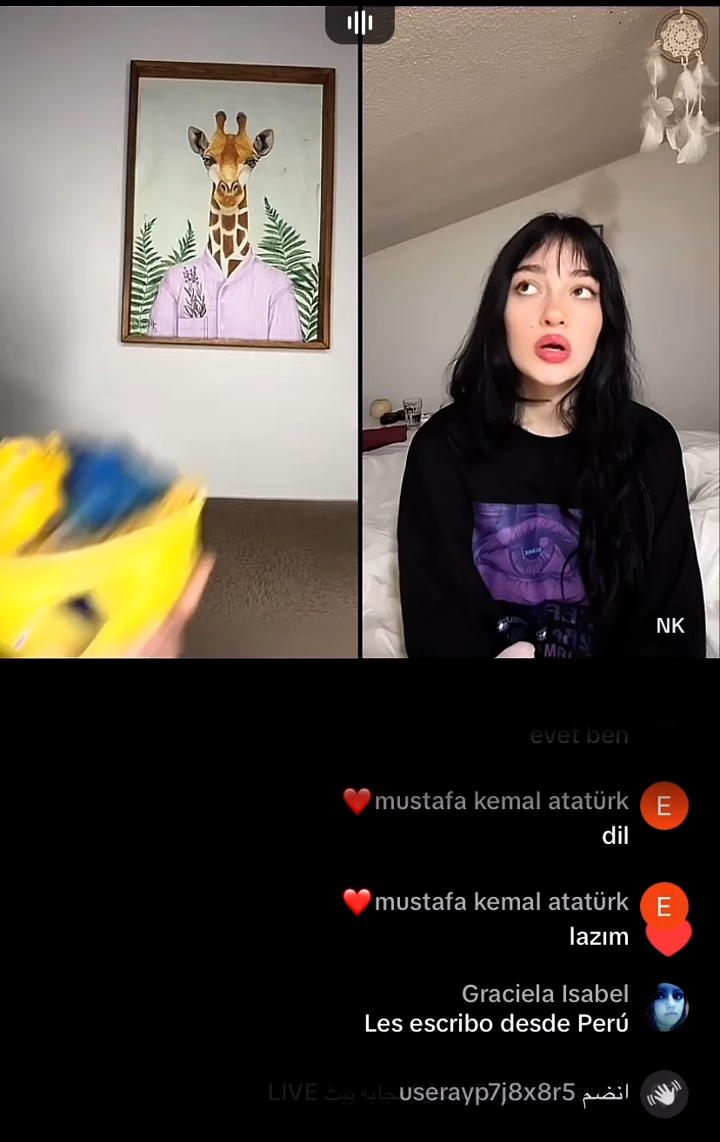 NK
evet ben
mustafa kemal atatürk
E
dil
mustafa kemal atatürk
E
lazım
Graciela Isabel
Les escribo desde Perú
userayp7j8x8r5 انضم
LIVE